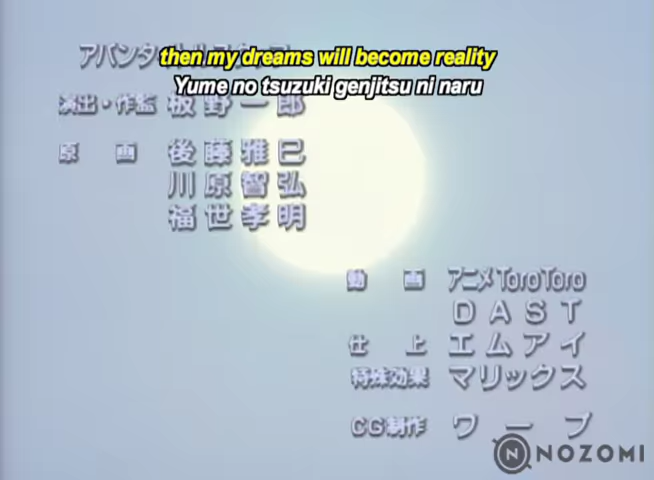 then my dreams will become reality
Yume no tsuzuki genjitsu ni naru
演出・作監 板野一郎
原画 後藤雅巳
川原智弘
福世孝明
動画 アニメToroToro
DAST
仕上 エムアイ
特殊効果 マリックス
CG制作 ワープ
NOZOMI